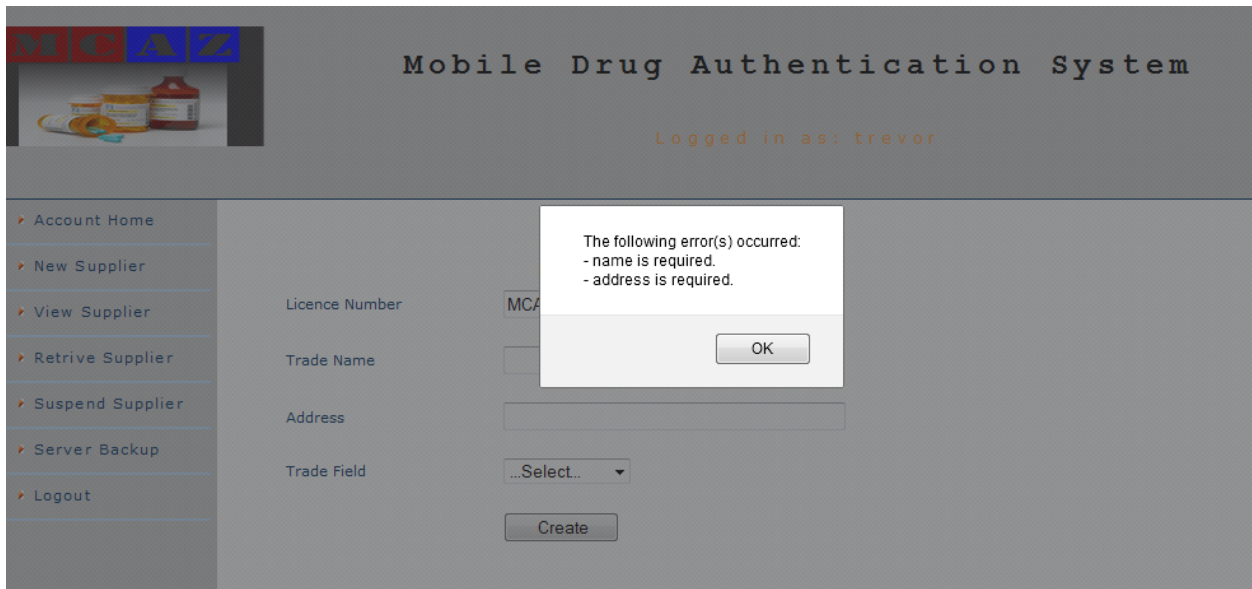 MCAZ
Mobile Drug Authentication System
Logged in as: trevor
Account Home
New Supplier
View Supplier
Retrive Supplier
Suspend Supplier
Server Backup
Logout
The following error(s) occurred:
- name is required.
- address is required.
OK
Licence Number
MCA
Trade Name
Address
Trade Field
...Select...
Create